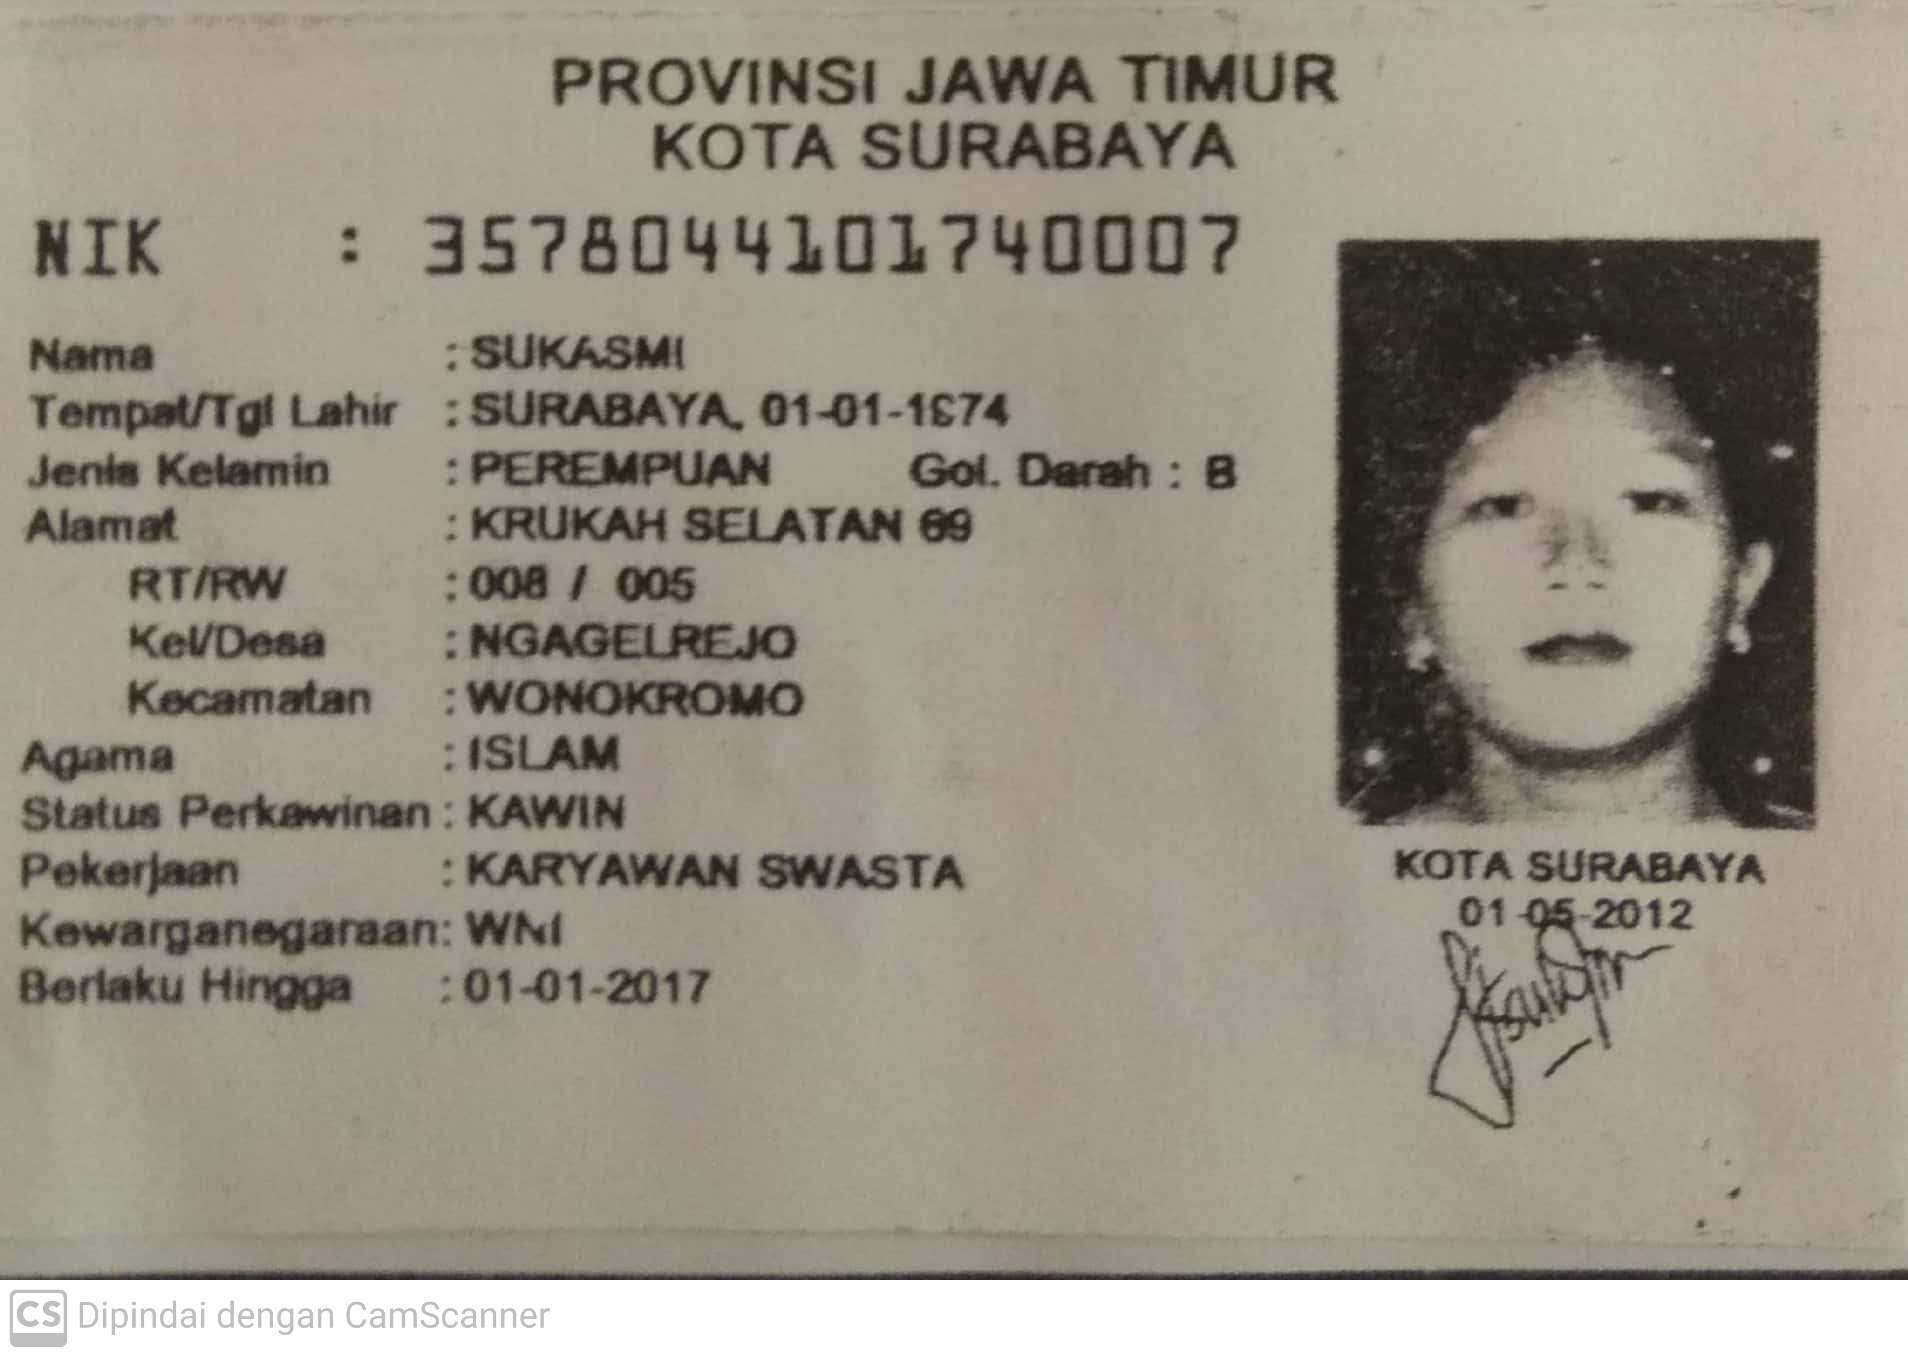 PROVINSI JAWA TIMUR
KOTA SURABAYA
NIK : 3578044101740007
Nama : SUKASMI
Tempat/Tgl Lahir : SURABAYA, 01-01-1974
Jenis Kelamin : PEREMPUAN Gol. Darah : B
Alamat : KRUKAH SELATAN 69
RT/RW : 008 / 005
Kel/Desa : NGAGELREJO
Kecamatan : WONOKROMO
Agama : ISLAM
Status Perkawinan : KAWIN
Pekerjaan : KARYAWAN SWASTA
Kewarganegaraan : WNI
Berlaku Hingga : 01-01-2017
KOTA SURABAYA
01-05-2012
CS Dipindai dengan CamScanner